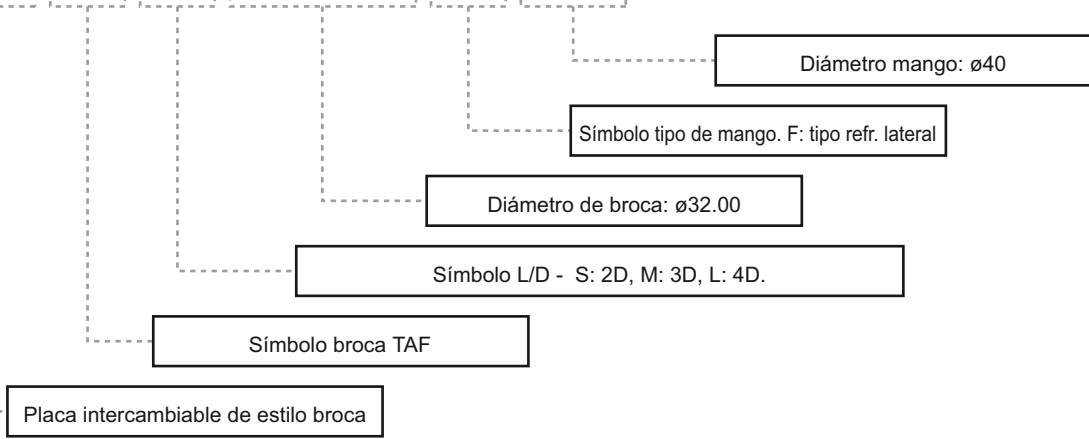 Diámetro mango: ø40
Símbolo tipo de mango. F: tipo refr. lateral
Diámetro de broca: ø32.00
Símbolo L/D - S: 2D, M: 3D, L: 4D.
Símbolo broca TAF
Placa intercambiable de estilo broca